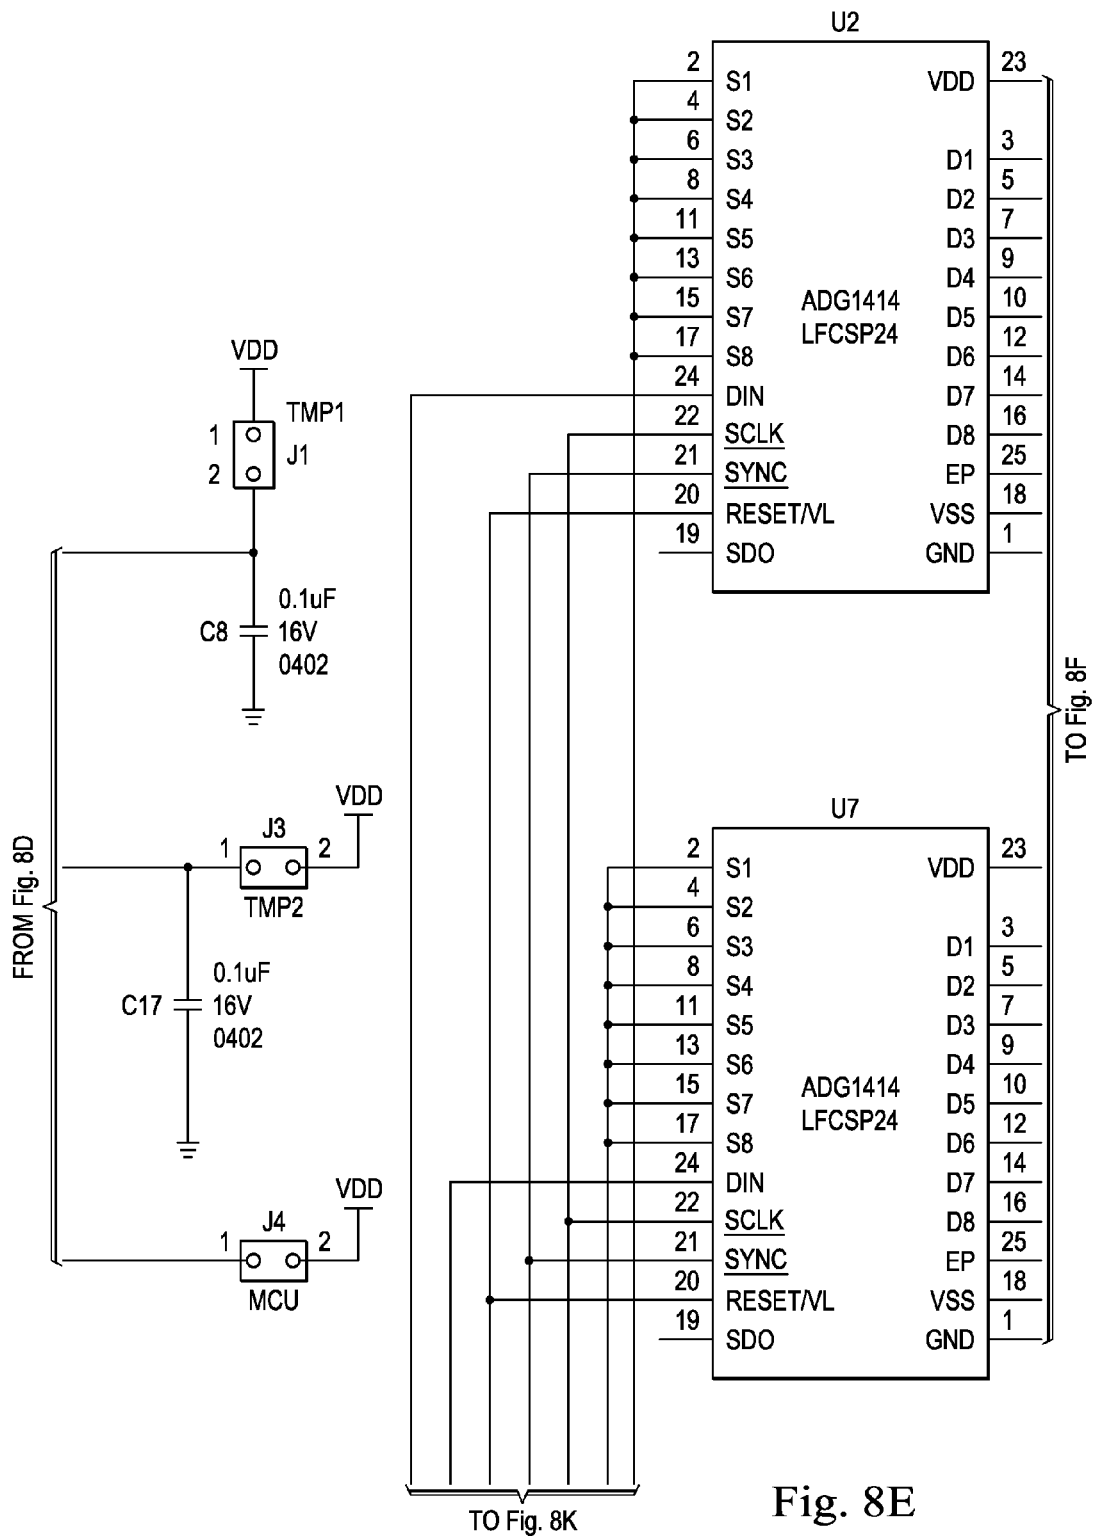 U2
2 S1 VDD 23
4 S2
6 S3 D1 3
8 S4 D2 5
11 S5 D3 7
13 S6 D4 9
15 S7 D5 10
17 S8 D6 12
24 DIN D7 14
22 SCLK D8 16
21 SYNC EP 25
20 RESET/VL VSS 18
19 SDO GND 1
ADG1414
LFCSP24
VDD
TMP1
1
J1
2
0.1uF
C8 16V
0402
TO Fig. 8F
FROM Fig. 8D
VDD
J3
1 2
TMP2
0.1uF
C17 16V
0402
VDD
J4
1 2
MCU
U7
2 S1 VDD 23
4 S2
6 S3 D1 3
8 S4 D2 5
11 S5 D3 7
13 S6 D4 9
15 S7 D5 10
17 S8 D6 12
24 DIN D7 14
22 SCLK D8 16
21 SYNC EP 25
20 RESET/VL VSS 18
19 SDO GND 1
ADG1414
LFCSP24
TO Fig. 8K
Fig. 8E